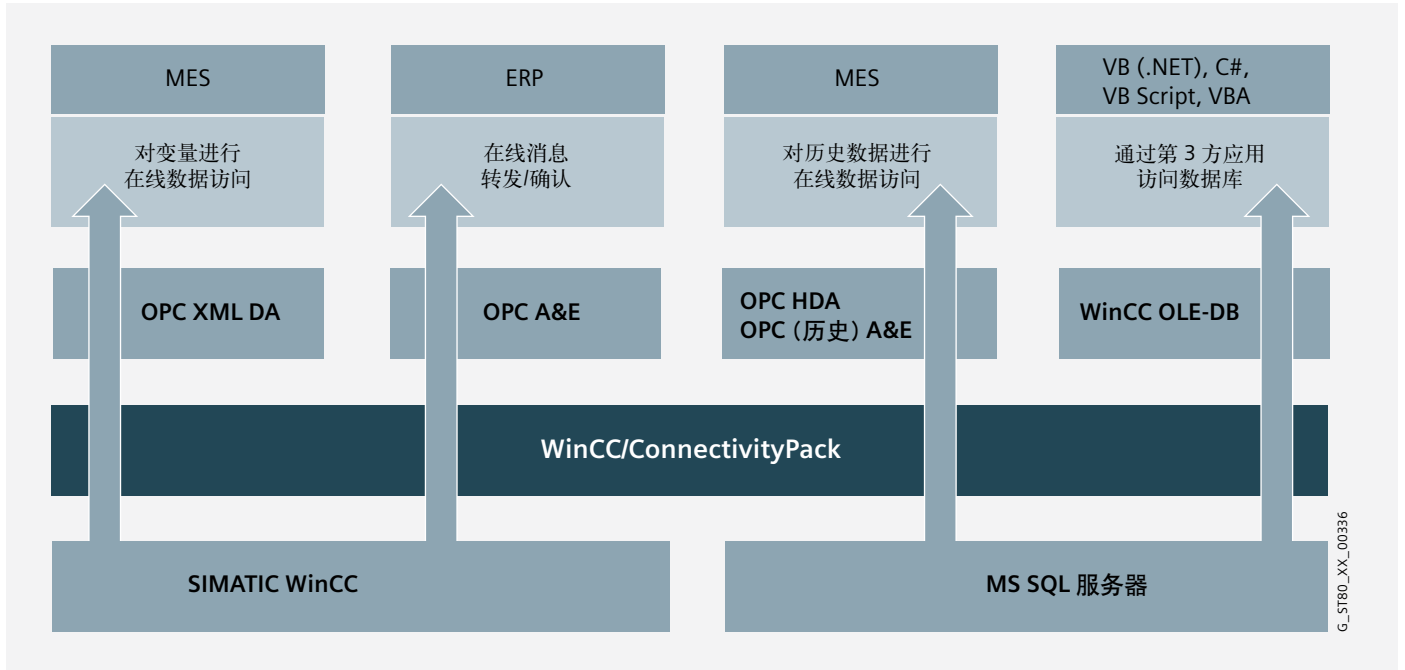 MES
ERP
MES
VB (.NET), C#,
VB Script, VBA
对变量进行
在线数据访问
在线消息
转发/确认
对历史数据进行
在线数据访问
通过第 3 方应用
访问数据库
OPC XML DA
OPC A&E
OPC HDA
OPC（历史）A&E
WinCC OLE-DB
WinCC/ConnectivityPack
SIMATIC WinCC
MS SQL 服务器
G_ST80_XX_00336